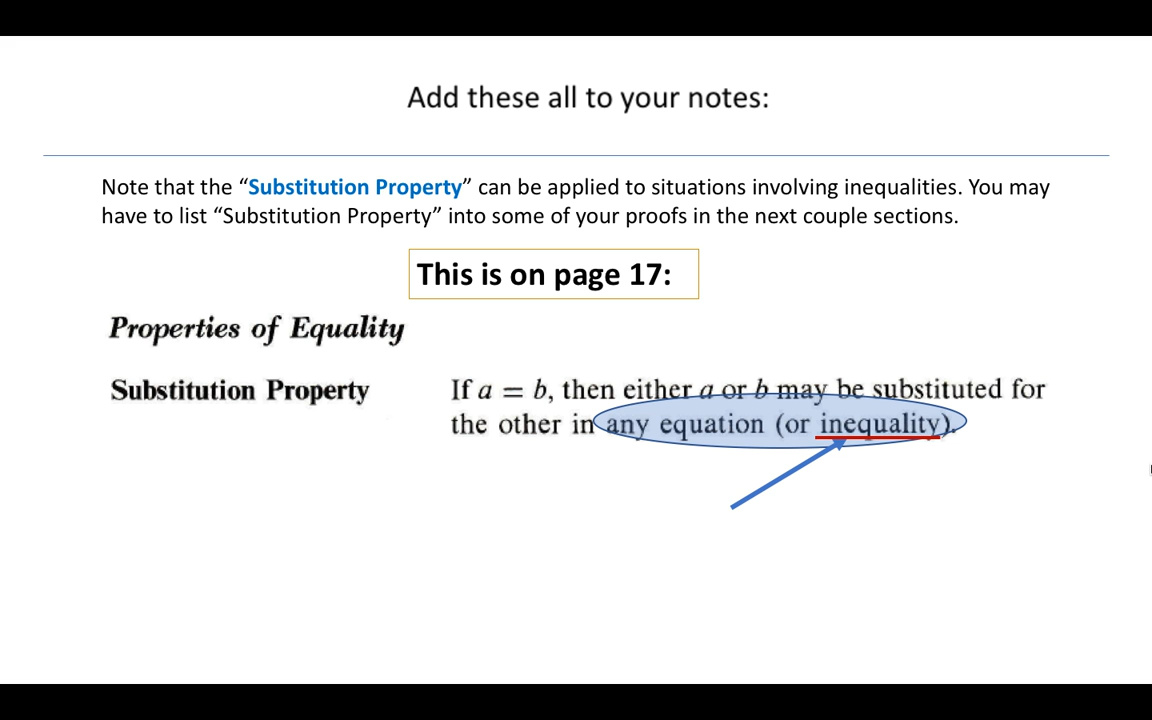 Add these all to your notes:
Note that the “Substitution Property” can be applied to situations involving inequalities. You may
have to list “Substitution Property” into some of your proofs in the next couple sections.
This is on page 17:
Properties of Equality
Substitution Property
If a = b, then either a or b may be substituted for
the other in any equation (or inequality).